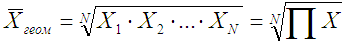 X̅геом = ᴺ√(X₁ · X₂ · ... · X_N) = ᴺ√(∏ X)